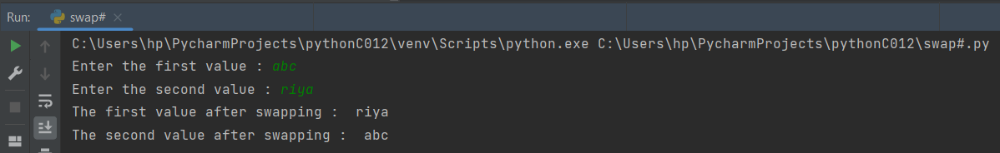 Run: swap#
C:\Users\hp\PycharmProjects\pythonC012\venv\Scripts\python.exe C:\Users\hp\PycharmProjects\pythonC012\swap#.py
Enter the first value : abc
Enter the second value : riya
The first value after swapping :  riya
The second value after swapping :  abc